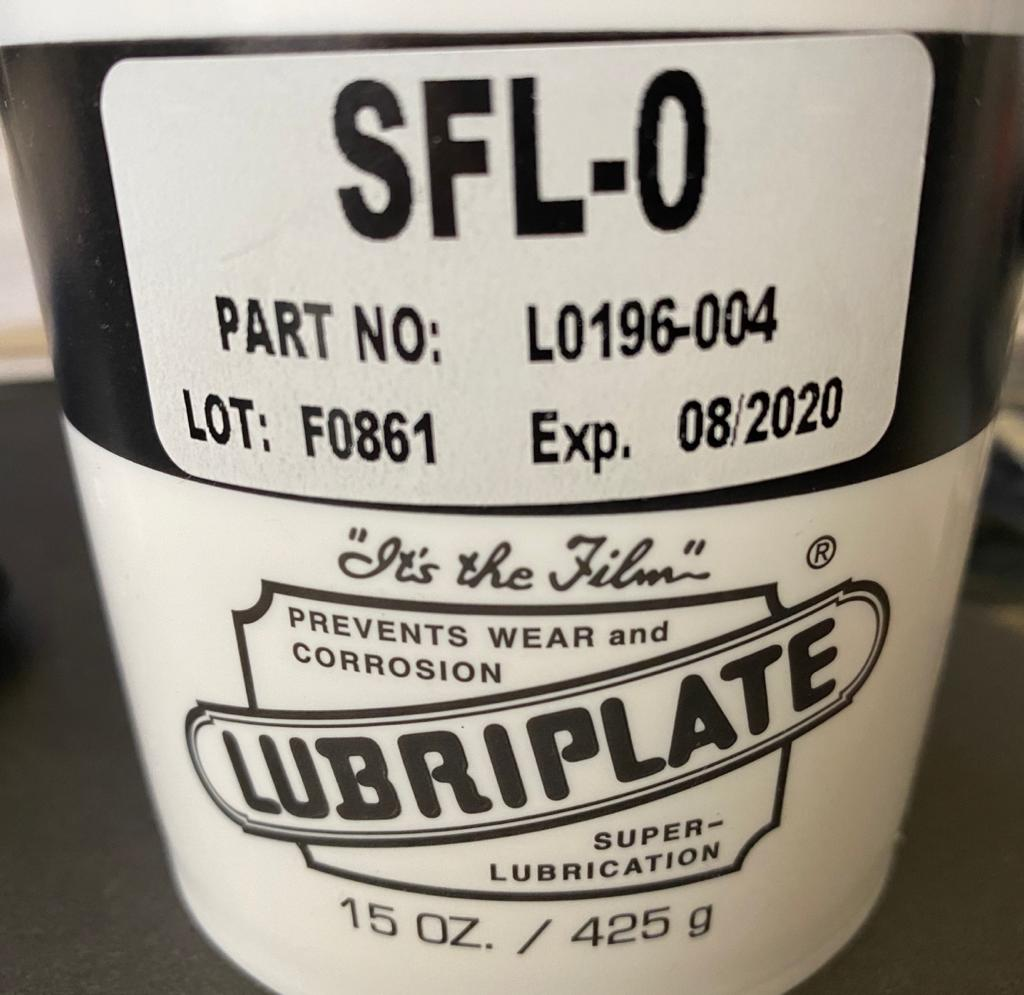 SFL-0
PART NO: L0196-004
LOT: F0861 Exp. 08/2020
"It's the Film" ®
PREVENTS WEAR and
CORROSION
LUBRIPLATE
SUPER-
LUBRICATION
15 OZ. / 425 g